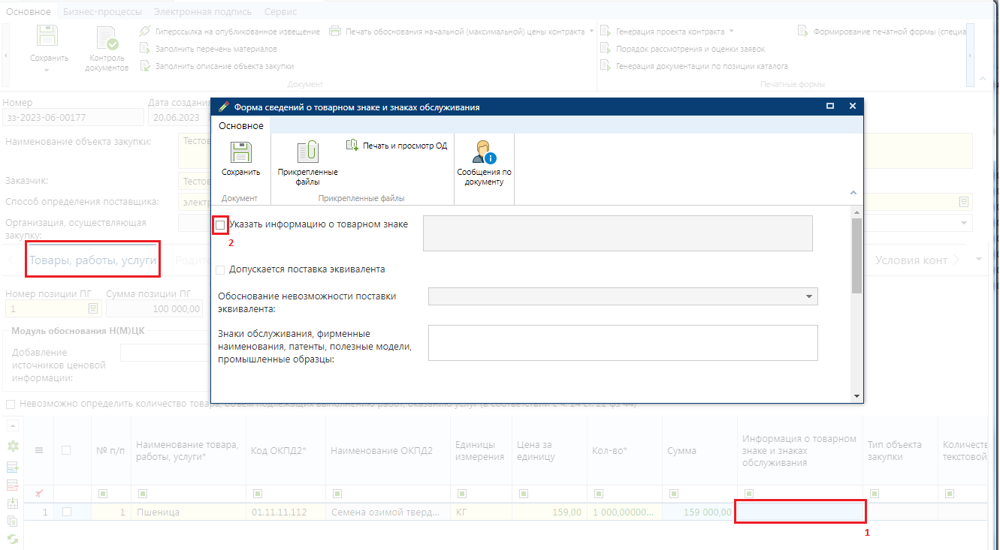 Основное Бизнес-процессы Электронная подпись Сервис
Сохранить
Контроль
документов
Гиперссылка на опубликованное извещение
Заполнить перечень материалов
Заполнить описание объекта закупки
Печать обоснования начальной (максимальной) цены контракта
Документ
Генерация проекта контракта
Порядок рассмотрения и оценки заявок
Генерация документации по позиции каталога
Формирование печатной формы (специа
Печатные формы
Номер
зз-2023-06-00177
Дата создания
20.06.2023
Наименование объекта закупки:
Тестов
Заказчик:
Тестов
Способ определения поставщика:
электр
Организация, осуществляющая
закупку:
Товары, работы, услуги
Родите
Условия конт
Номер позиции ПГ
1
Сумма позиции ПГ
100 000,00
Модуль обоснования Н(М)ЦК
Добавление
источников ценовой
информации:
Форма сведений о товарном знаке и знаках обслуживания
Основное
Сохранить
Документ
Прикрепленные
файлы
Печать и просмотр ОД
Прикрепленные файлы
Сообщения по
документу
Указать информацию о товарном знаке
2
Допускается поставка эквивалента
Обоснование невозможности поставки
эквивалента:
Знаки обслуживания, фирменные
наименования, патенты, полезные модели,
промышленные образцы:
Невозможно определить количество товара, объем подлежащих выполнению работ, оказанию услуг (в соответствии с ч. 24 ст. 22 фз 44)
№ п/п
Наименование товара,
работы, услуги*
Код ОКПД2*
Наименование ОКПД2
Единицы
измерения
Цена за
единицу
Кол-во*
Сумма
Информация о товарном
знаке и знаках
обслуживания
Тип объекта
закупки
Количеств
текстовой
1 1 Пшеница 01.11.11.112 Семена озимой тверд... КГ 159,00 1 000,00000... 159 000,00
1